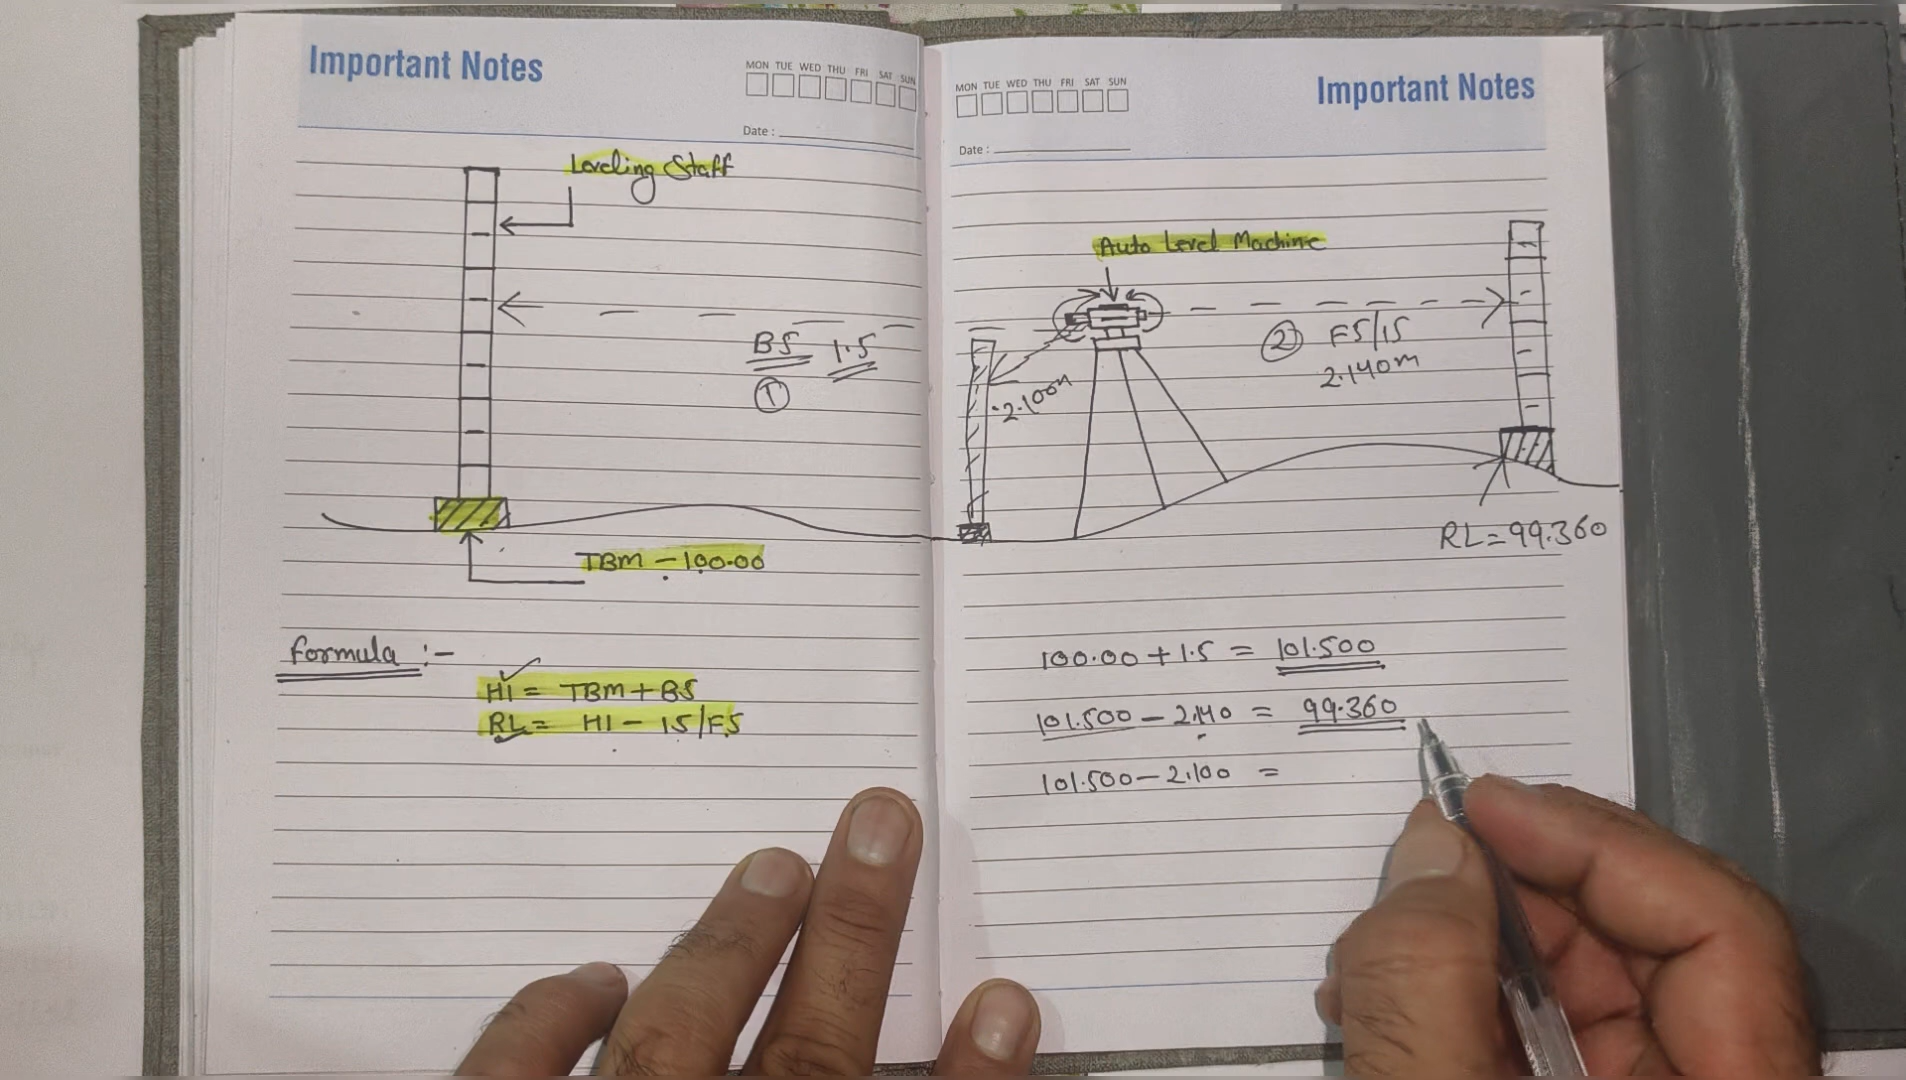 Important Notes
MON TUE WED THU FRI SAT SUN
Date :
Leveling Staff
BS 1.5
1
TBM - 100.00
formula :-
HI = TBM + BS
RL = HI - IS/FS
MON TUE WED THU FRI SAT SUN
Important Notes
Date :
Auto Level Machine
2 FS/IS
2.140m
2.100m
RL = 99.360
100.00 + 1.5 = 101.500
101.500 - 2.140 = 99.360
101.500 - 2.100 =